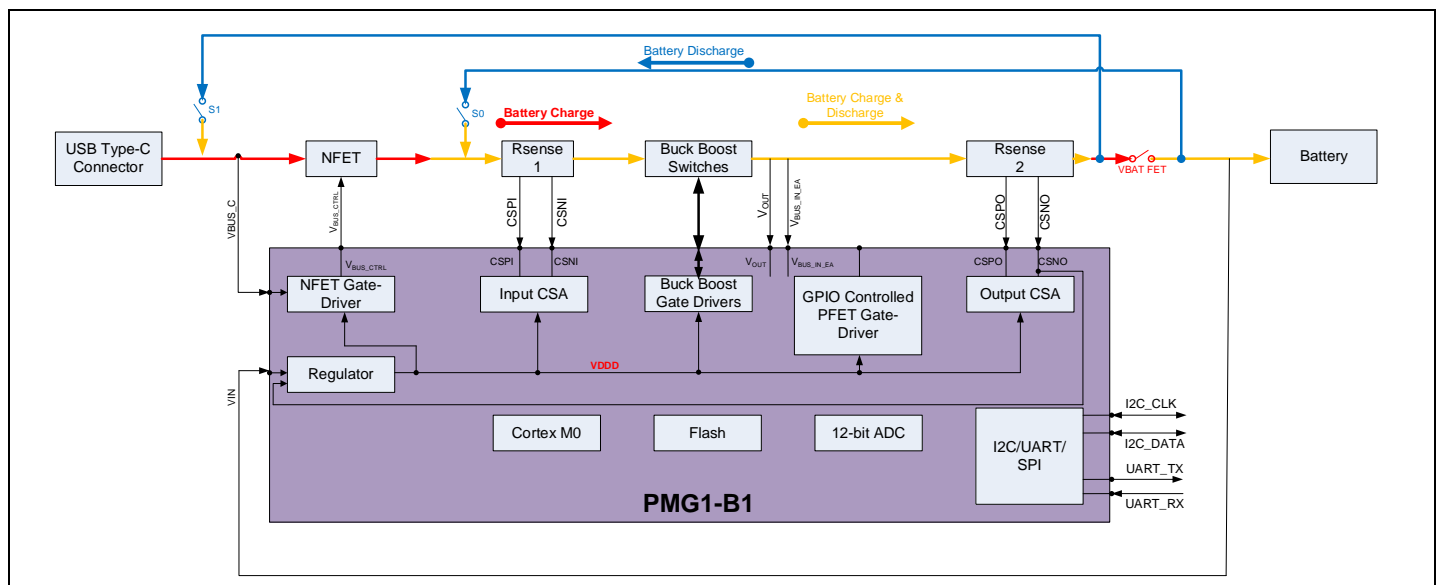 Battery Discharge
S1
S0
Battery Charge
Battery Charge &
Discharge
USB Type-C
Connector
NFET
Rsense
1
Buck Boost
Switches
Rsense
2
VBAT FET
Battery
VBUS_C
VBUS_CTRL
CSPI
CSNI
VOUT
VBUS_IN_EA
CSPO
CSNO
VBUS_CTRL
CSPI
CSNI
VOUT
VBUS_IN_EA
CSPO
CSNO
NFET Gate-
Driver
Input CSA
Buck Boost
Gate Drivers
GPIO Controlled
PFET Gate-
Driver
Output CSA
Regulator
VDDD
VIN
Cortex M0
Flash
12-bit ADC
I2C/UART/
SPI
I2C_CLK
I2C_DATA
UART_TX
UART_RX
PMG1-B1